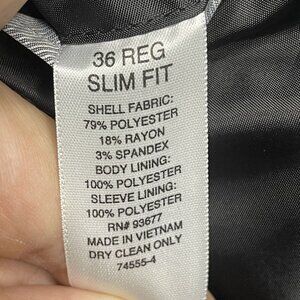 36 REG
SLIM FIT
SHELL FABRIC:
79% POLYESTER
18% RAYON
3% SPANDEX
BODY LINING:
100% POLYESTER
SLEEVE LINING:
100% POLYESTER
RN# 93677
MADE IN VIETNAM
DRY CLEAN ONLY
74555-4